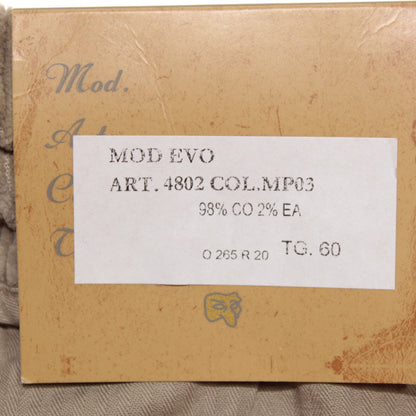 Mod.
MOD EVO
ART. 4802 COL.MP03
98% CO 2% EA
O 265 R 20 TG. 60